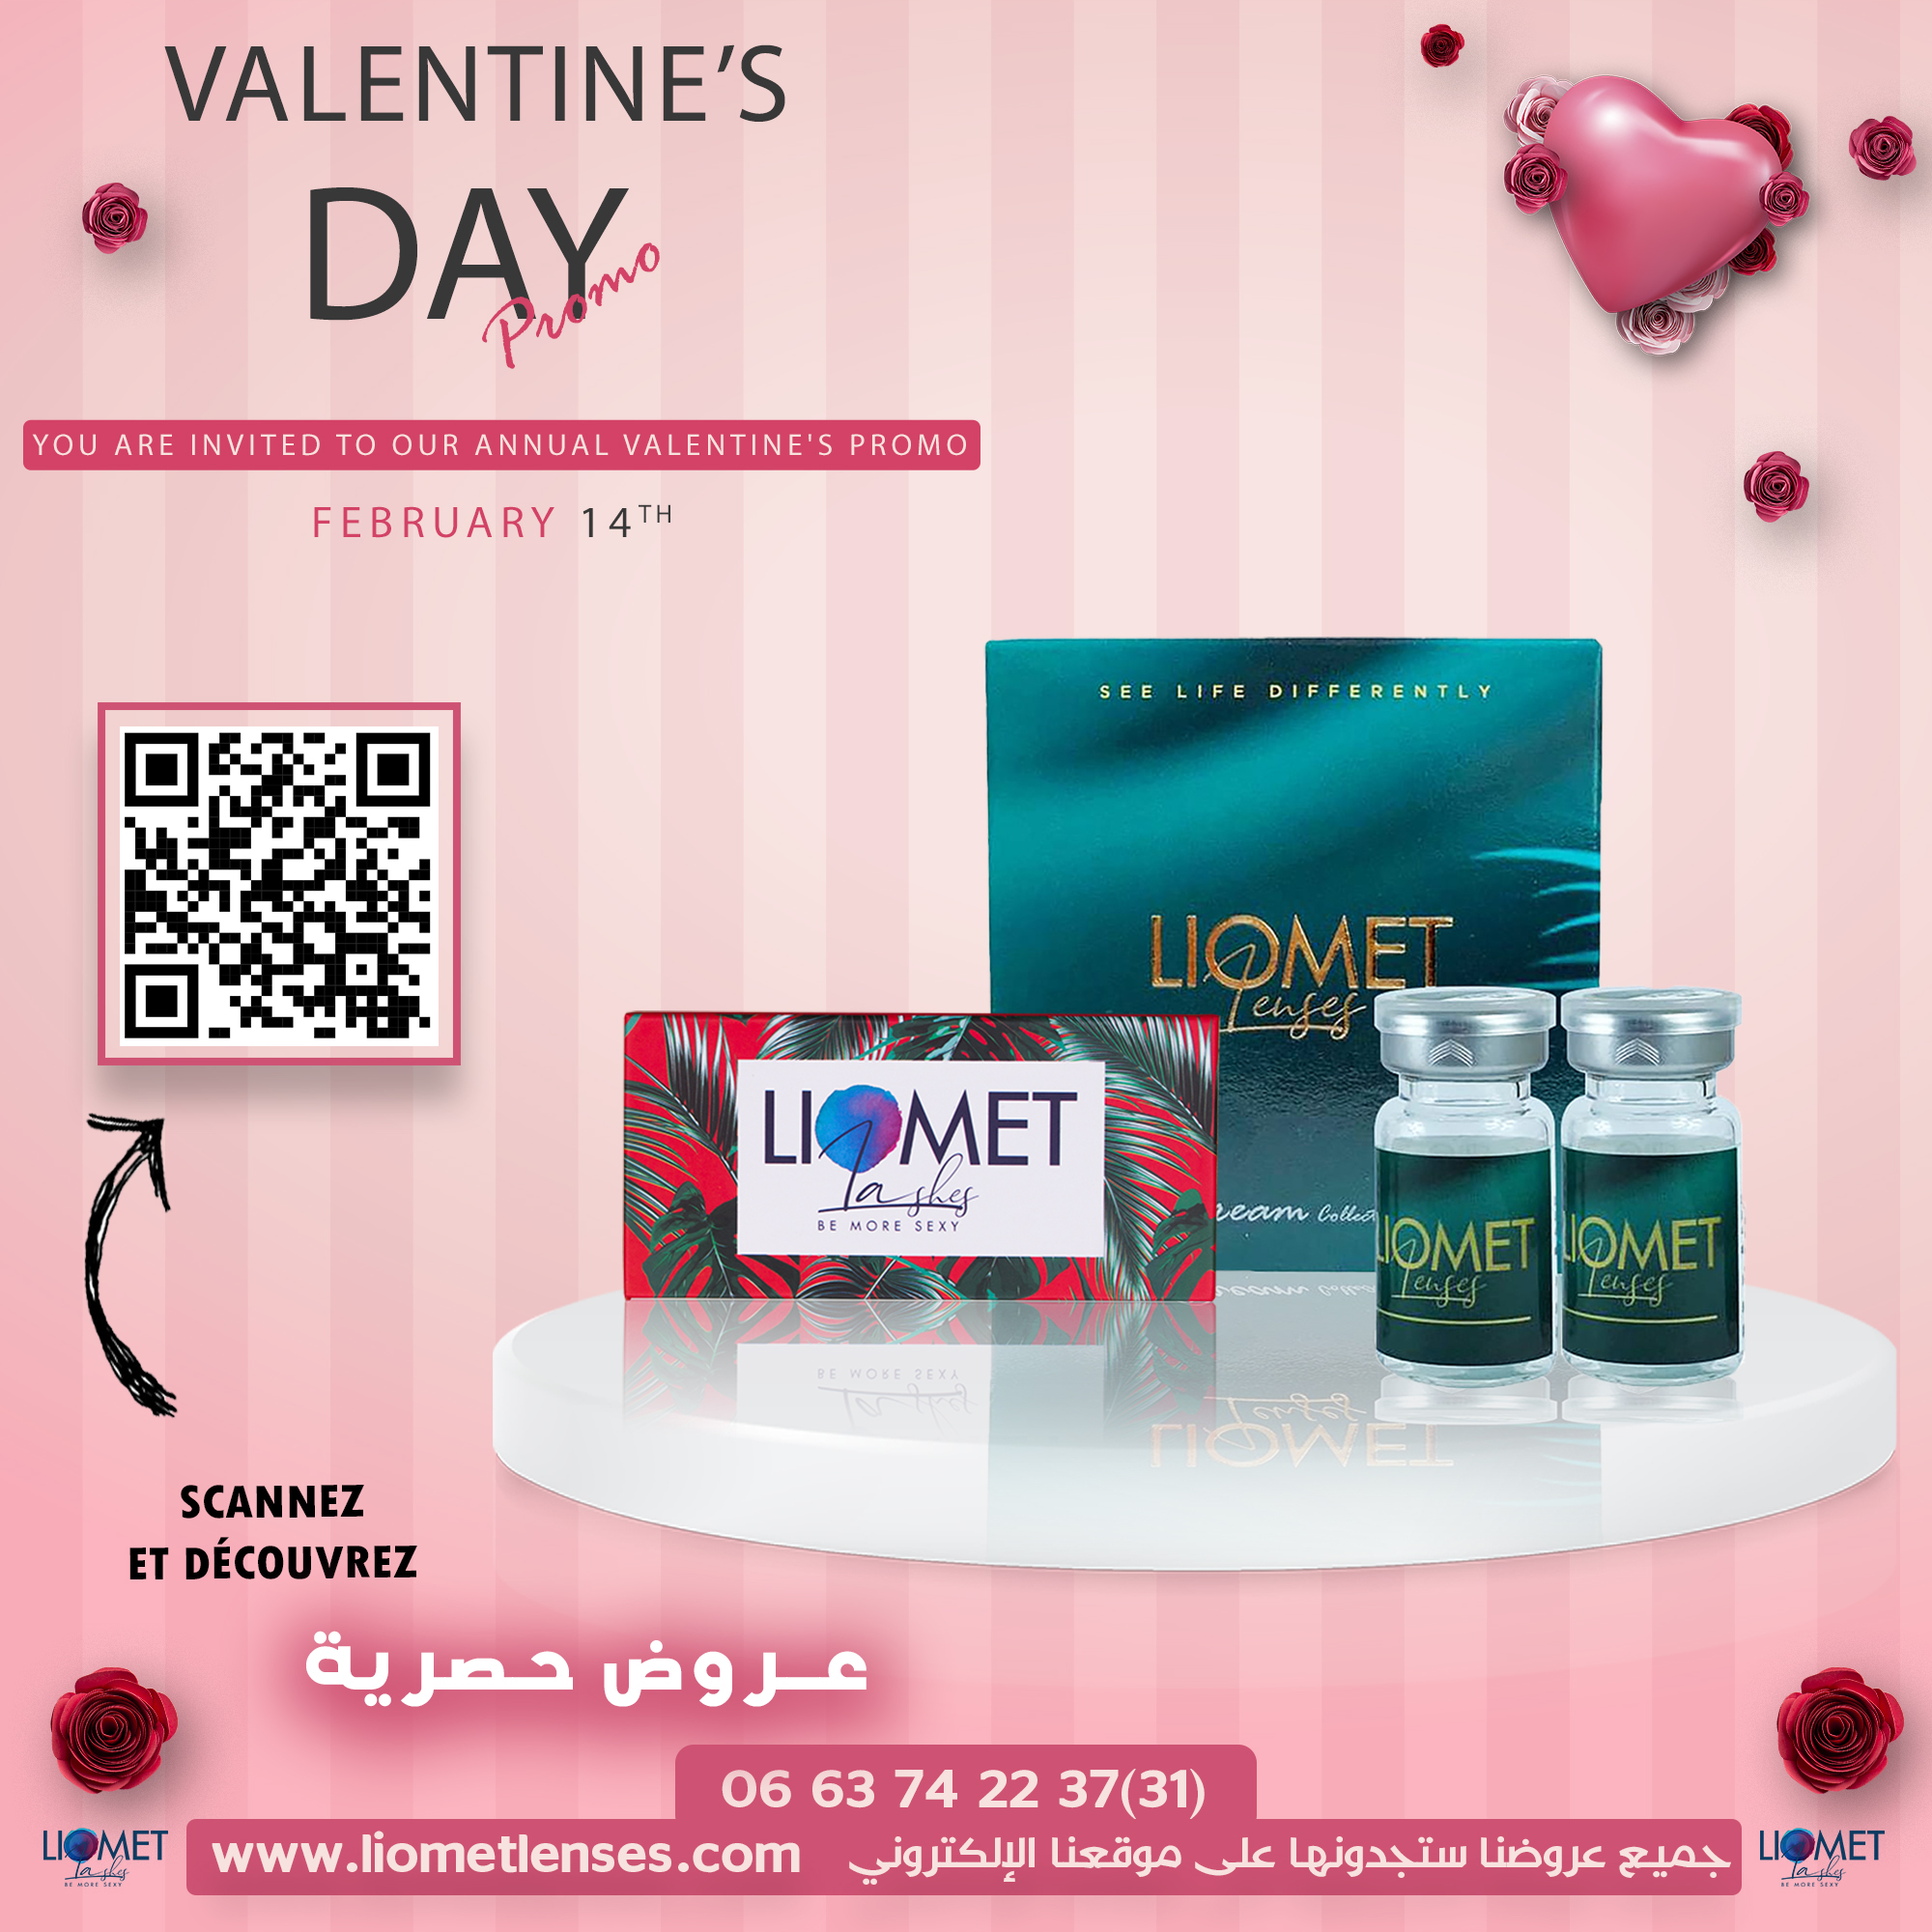 VALENTINE'S
DAY
Promo
YOU ARE INVITED TO OUR ANNUAL VALENTINE'S PROMO
FEBRUARY 14TH
SEE LIFE DIFFERENTLY
LIOMET
Lenses
LIOMET
Lashes
BE MORE SEXY
LIOMET
Lenses
LIOMET
Lenses
SCANNEZ
ET DÉCOUVREZ
عروض حصرية
06 63 74 22 37(31)
www.liometlenses.com جميع عروضنا ستجدونها على موقعنا الإلكتروني
LIOMET
Lashes
BE MORE SEXY
LIOMET
Lashes
BE MORE SEXY